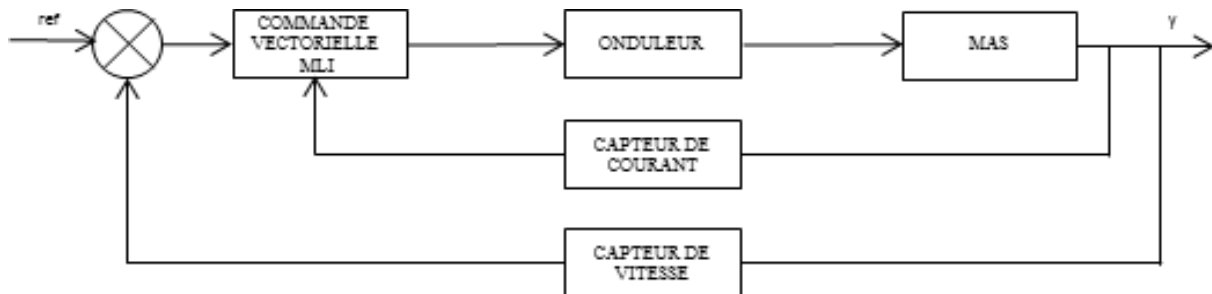 ref
COMMANDE
VECTORIELLE
MLI
ONDULEUR
MAS
Y
CAPTEUR DE
COURANT
CAPTEUR DE
VITESSE